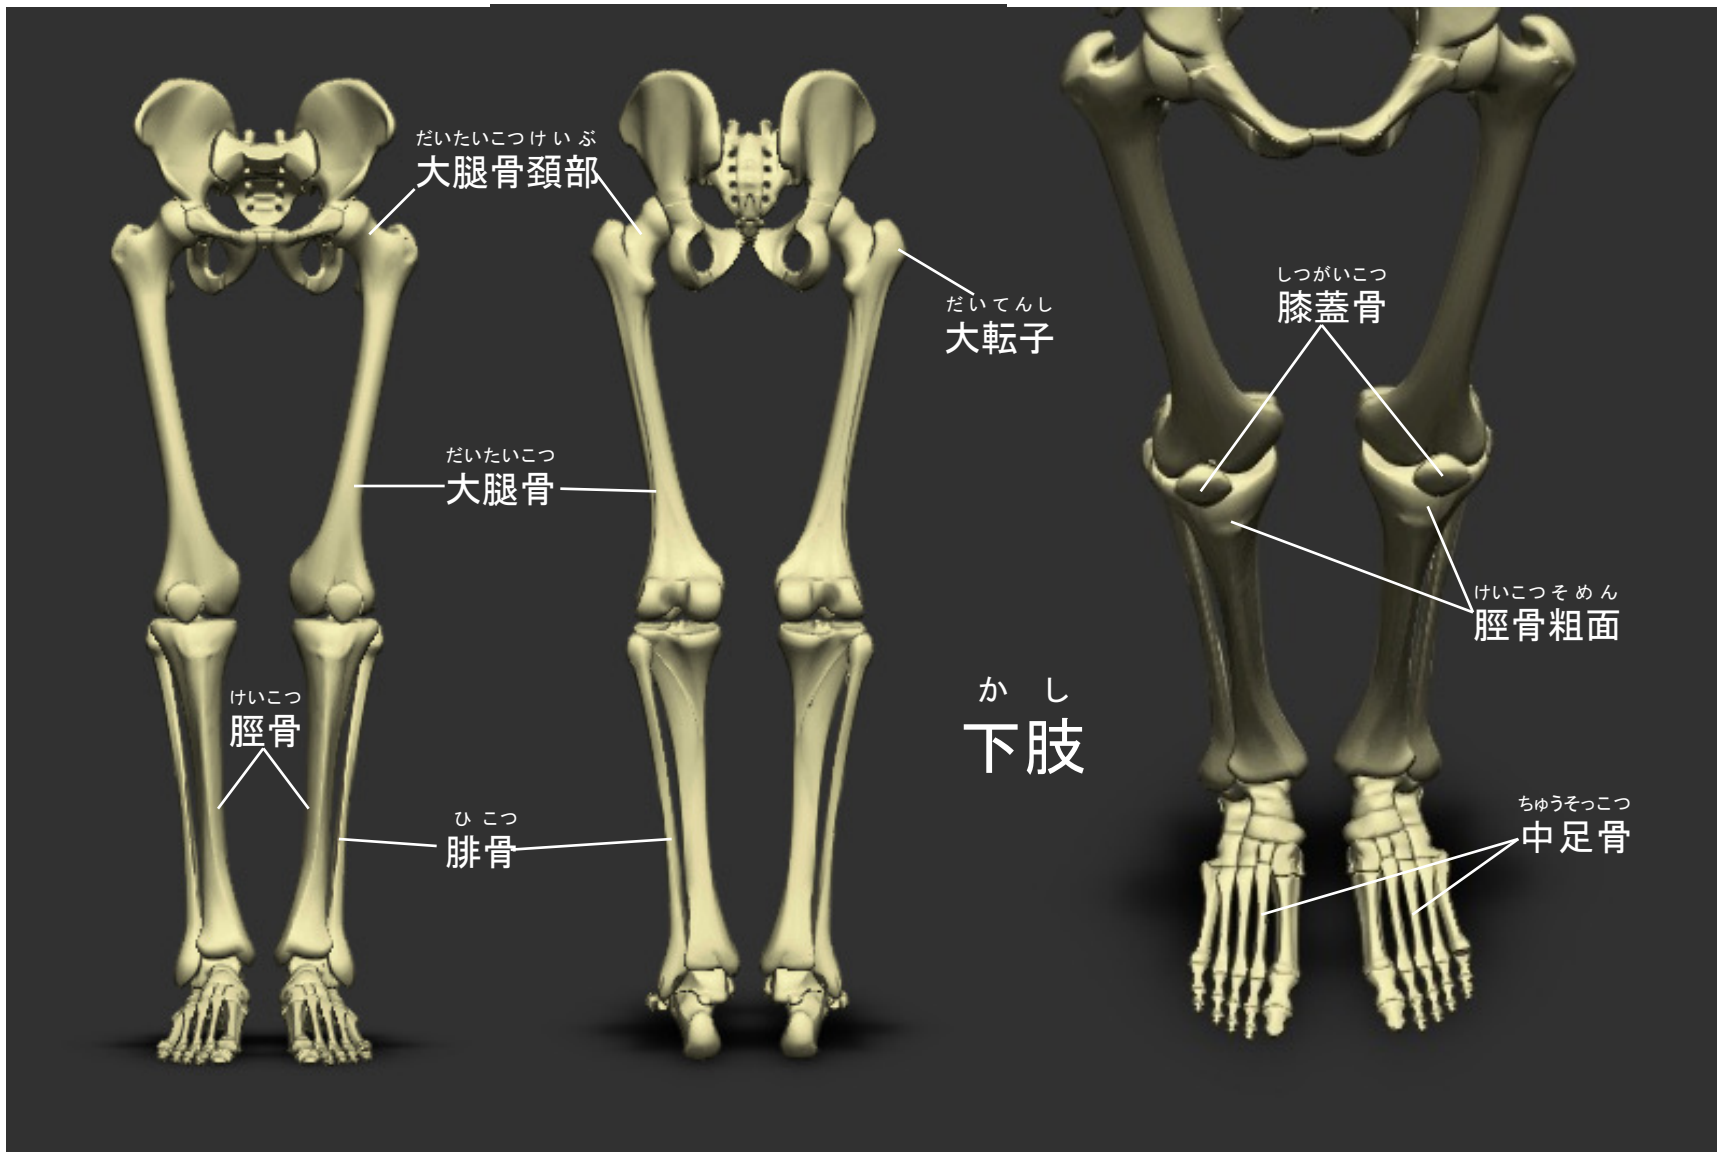 だいたいこつけいぶ
大腿骨頚部
だいてんし
大転子
だいたいこつ
大腿骨
けいこつ
脛骨
ひこつ
腓骨
かし
下肢
しつがいこつ
膝蓋骨
けいこつそめん
脛骨粗面
ちゅうそっこつ
中足骨